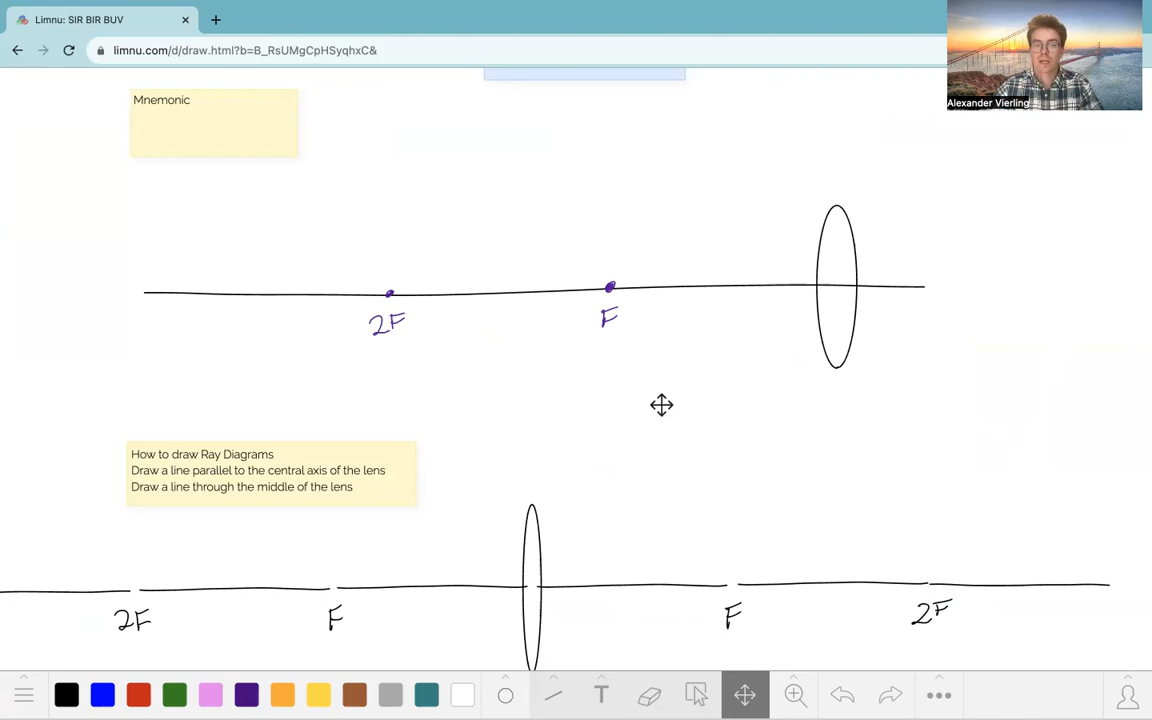 Limnu: SIR BIR BUV
limnu.com/d/draw.html?b=B_RsUMgCpHSyqhxC&
Alexander Vierling
Mnemonic
2F F
How to draw Ray Diagrams
Draw a line parallel to the central axis of the lens
Draw a line through the middle of the lens
2F F F 2F
T